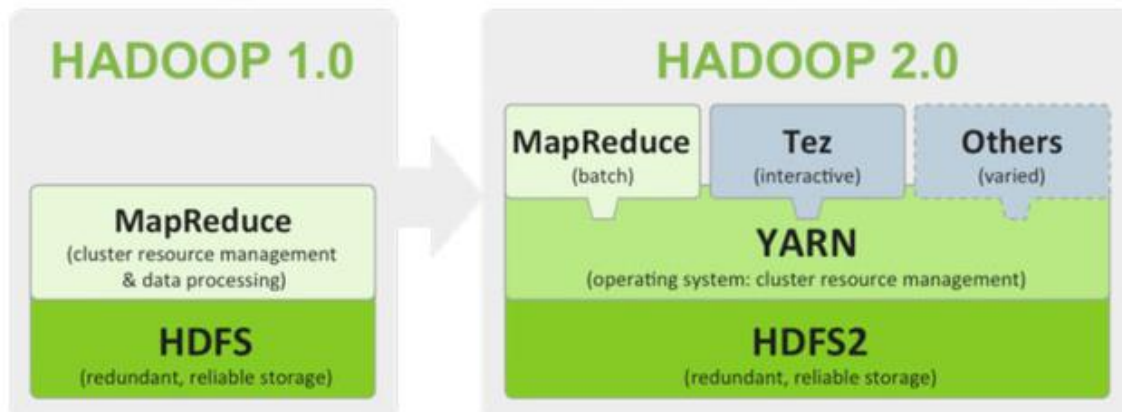 HADOOP 1.0
MapReduce
(cluster resource management
& data processing)
HDFS
(redundant, reliable storage)
HADOOP 2.0
MapReduce
(batch)
Tez
(interactive)
Others
(varied)
YARN
(operating system: cluster resource management)
HDFS2
(redundant, reliable storage)